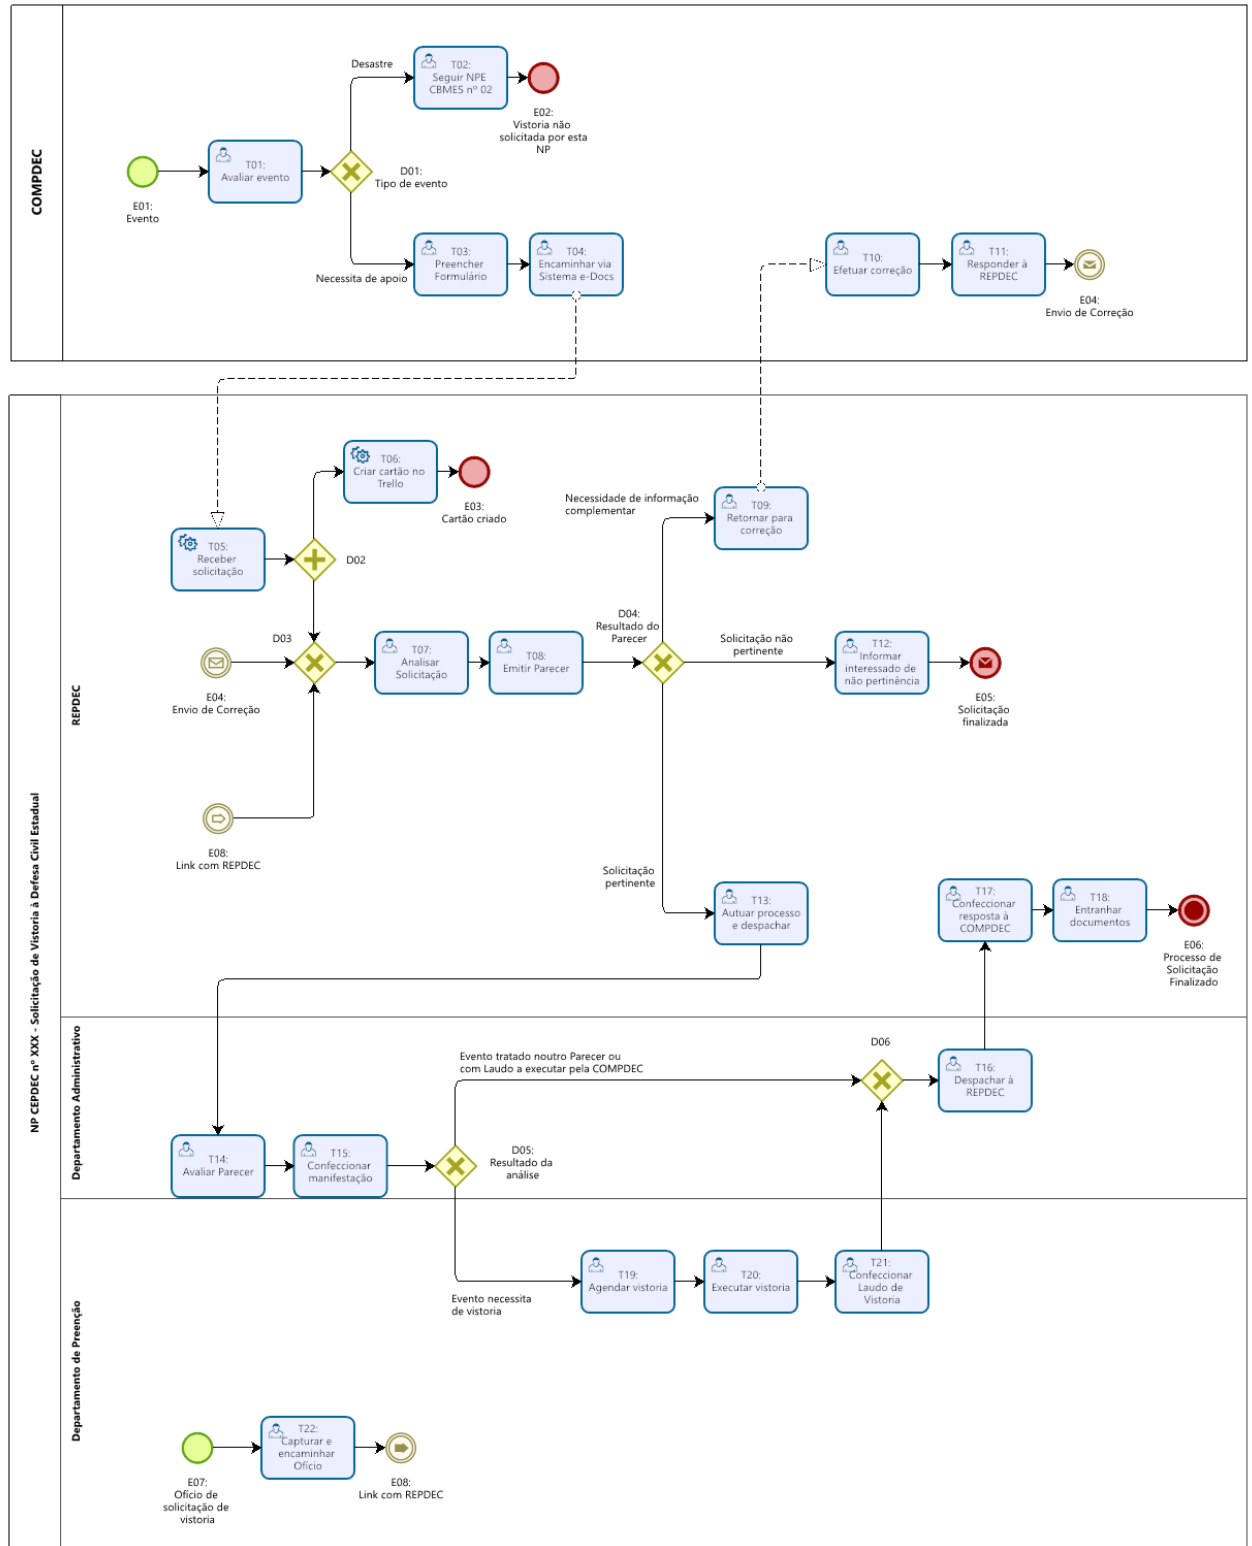 COMPDEC
Desastre
T02:
Seguir NPE
CBMES nº 02
E02:
Vistoria não
solicitada por esta
NP
E01:
Evento
T01:
Avaliar evento
D01:
Tipo de evento
Necessita de apoio
T03:
Preencher
Formulário
T04:
Encaminhar via
Sistema e-Docs
T10:
Efetuar correção
T11:
Responder à
REPDEC
E04:
Envio de Correção
NP CEPDEC nº XXX - Solicitação de Vistoria à Defesa Civil Estadual
REPDEC
T06:
Criar cartão no
Trello
E03:
Cartão criado
T05:
Receber
solicitação
D02
Necessidade de informação
complementar
T09:
Retornar para
correção
D03
E04:
Envio de Correção
T07:
Analisar
Solicitação
T08:
Emitir Parecer
D04:
Resultado do
Parecer
Solicitação não
pertinente
T12:
Informar
interessado de
não pertinência
E05:
Solicitação
finalizada
E08:
Link com REPDEC
Solicitação
pertinente
T13:
Autuar processo
e despachar
T17:
Confeccionar
resposta à
COMPDEC
T18:
Entranhar
documentos
E06:
Processo de
Solicitação
Finalizado
Departamento Administrativo
Evento tratado noutro Parecer ou
com Laudo a executar pela COMPDEC
D06
T16:
Despachar à
REPDEC
T14:
Avaliar Parecer
T15:
Confeccionar
manifestação
D05:
Resultado da
análise
Departamento de Preenção
Evento necessita
de vistoria
T19:
Agendar vistoria
T20:
Executar vistoria
T21:
Confeccionar
Laudo de
Vistoria
E07:
Ofício de
solicitação de
vistoria
T22:
Capturar e
encaminhar
Ofício
E08:
Link com REPDEC